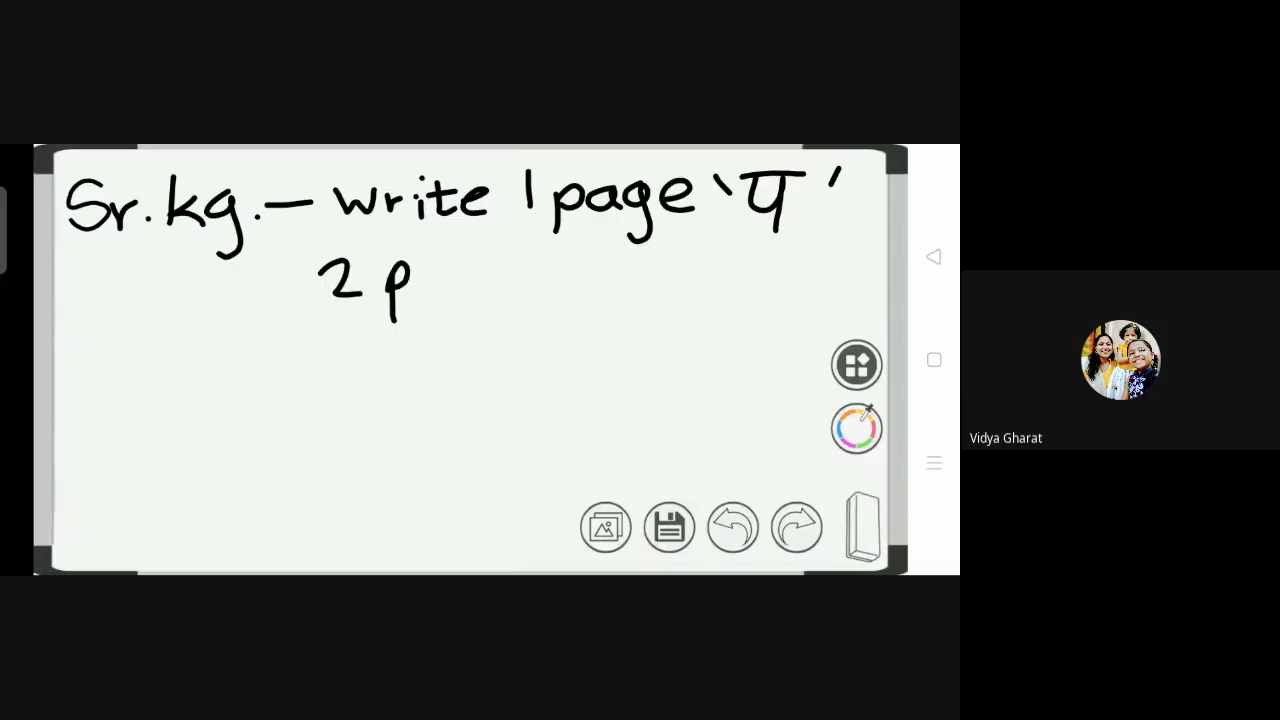 Sr. kg. – write 1 page 'प'
2 p
Vidya Gharat